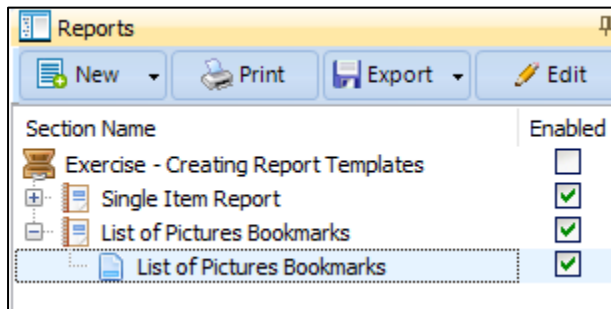 Reports
New Print Export Edit
Section Name Enabled
Exercise - Creating Report Templates
Single Item Report
List of Pictures Bookmarks
List of Pictures Bookmarks